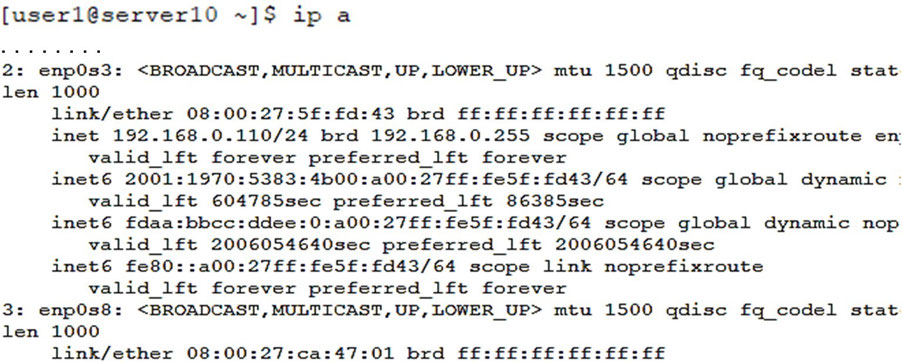 [user1@server10 ~]$ ip a
. . . . . . . .
2: enp0s3: <BROADCAST,MULTICAST,UP,LOWER_UP> mtu 1500 qdisc fq_codel stat
len 1000
link/ether 08:00:27:5f:fd:43 brd ff:ff:ff:ff:ff:ff
inet 192.168.0.110/24 brd 192.168.0.255 scope global noprefixroute en
valid_lft forever preferred_lft forever
inet6 2001:1970:5383:4b00:a00:27ff:fe5f:fd43/64 scope global dynamic
valid_lft 604785sec preferred_lft 86385sec
inet6 fdaa:bbcc:ddee:0:a00:27ff:fe5f:fd43/64 scope global dynamic nop
valid_lft 2006054640sec preferred_lft 2006054640sec
inet6 fe80::a00:27ff:fe5f:fd43/64 scope link noprefixroute
valid_lft forever preferred_lft forever
3: enp0s8: <BROADCAST,MULTICAST,UP,LOWER_UP> mtu 1500 qdisc fq_codel stat
len 1000
link/ether 08:00:27:ca:47:01 brd ff:ff:ff:ff:ff:ff